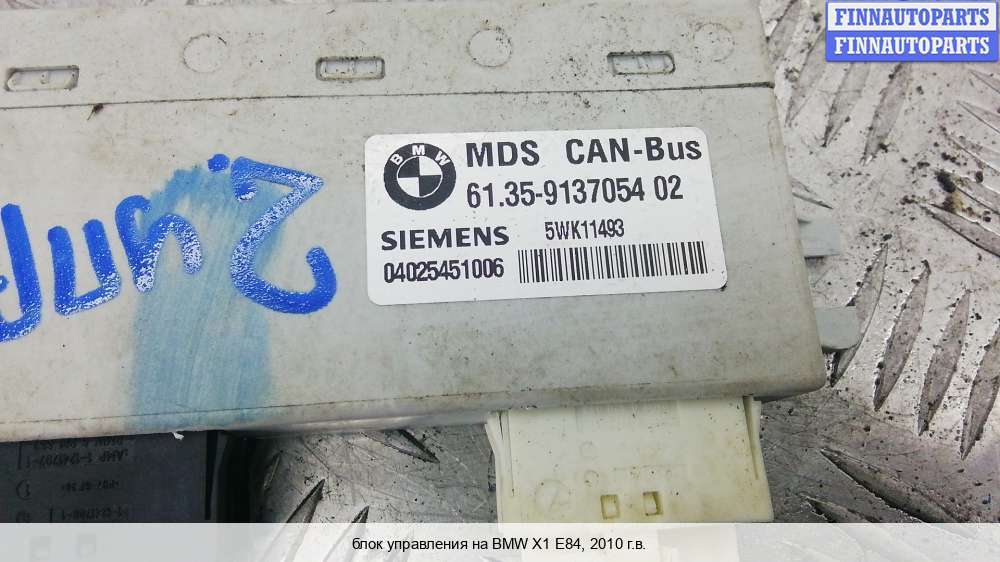 FINNAUTOPARTS
FINNAUTOPARTS
BMW
MDS CAN-Bus
61.35-9137054 02
SIEMENS 5WK11493
04025451006
блок управления на BMW X1 E84, 2010 г.в.